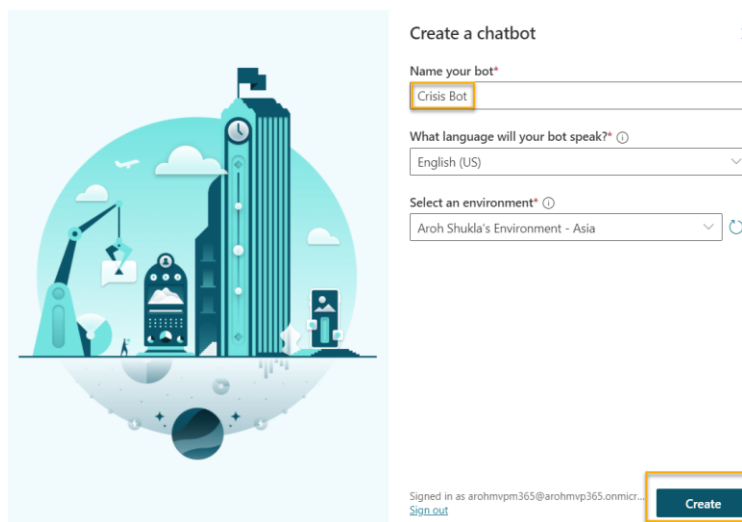 Create a chatbot
Name your bot*
Crisis Bot
What language will your bot speak?*
English (US)
Select an environment*
Aroh Shukla's Environment - Asia
Signed in as arohmvpm365@arohmvp365.onmicr...
Sign out
Create